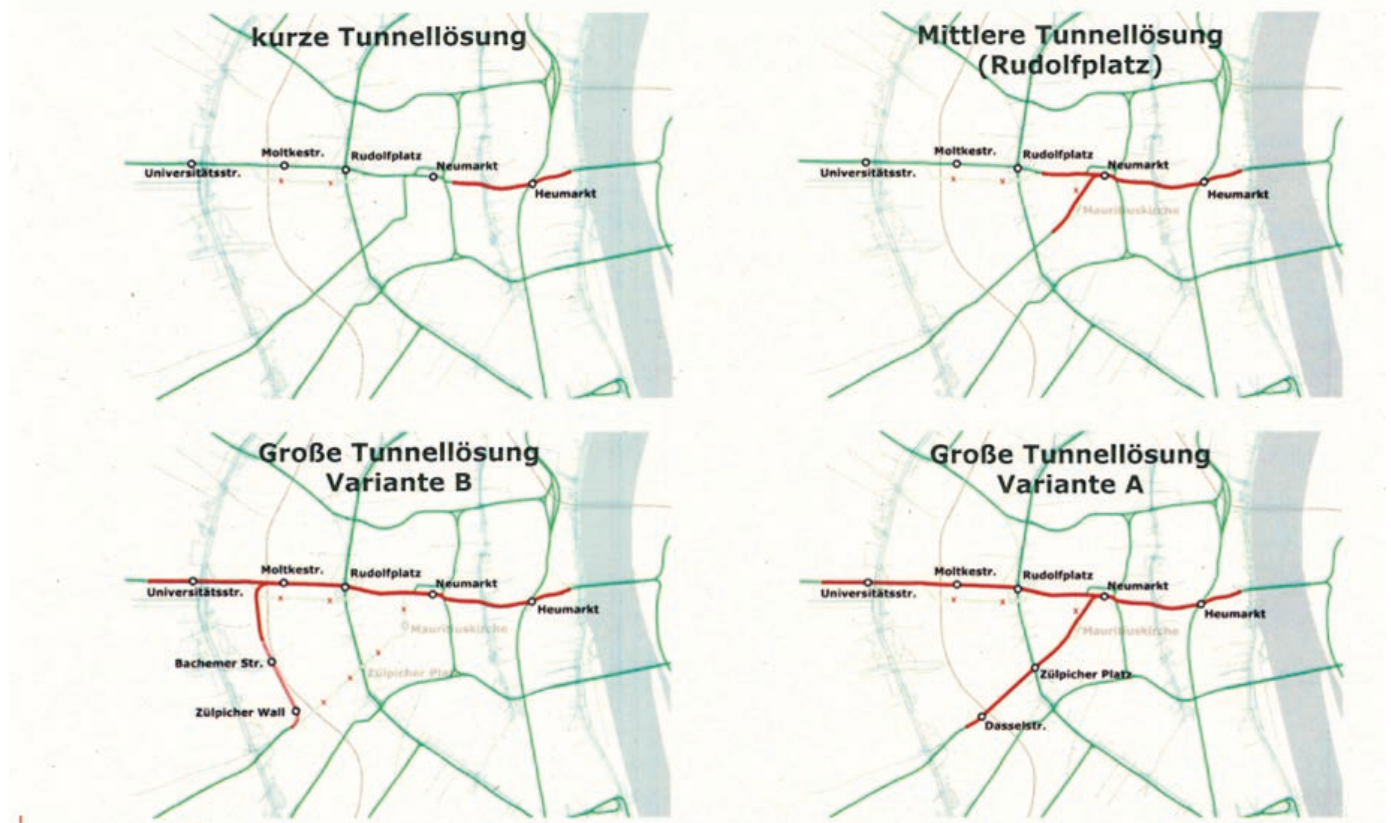 kurze Tunnellösung
Moltkestr.
Rudolfplatz
Neumarkt
Universitätsstr.
Heumarkt
Mittlere Tunnellösung
(Rudolfplatz)
Moltkestr.
Rudolfplatz
Neumarkt
Universitätsstr.
Heumarkt
Mauritiuskirche
Große Tunnellösung
Variante B
Moltkestr.
Rudolfplatz
Neumarkt
Universitätsstr.
Heumarkt
Mauritiuskirche
Bachemer Str.
Zülpicher Platz
Zülpicher Wall
Große Tunnellösung
Variante A
Moltkestr.
Rudolfplatz
Neumarkt
Universitätsstr.
Heumarkt
Mauritiuskirche
Zülpicher Platz
Dasselstr.